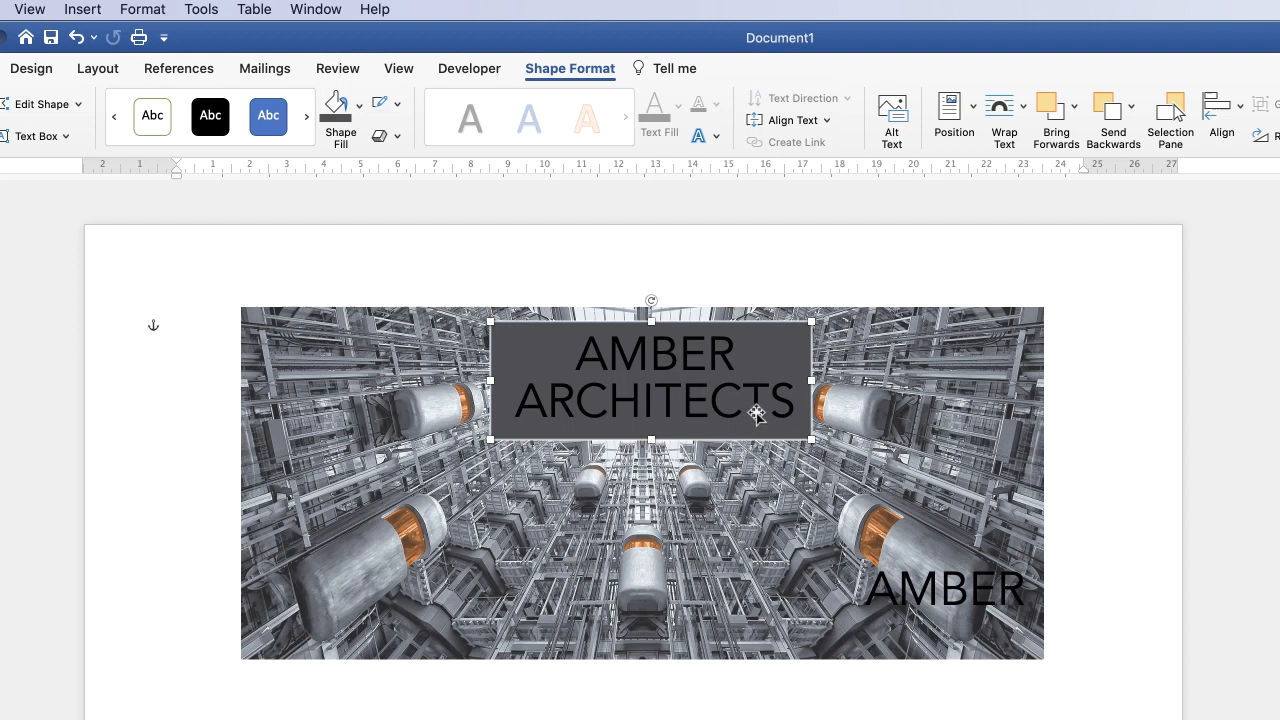 View Insert Format Tools Table Window Help
Document1
Design Layout References Mailings Review View Developer Shape Format Tell me
Edit Shape
Text Box
Abc Abc Abc
Shape Fill
A A A
Text Fill
Text Direction
Align Text
Create Link
Alt Text
Position
Wrap Text
Bring Forwards
Send Backwards
Selection Pane
Align
2 1 1 2 3 4 5 6 7 8 9 10 11 12 13 14 15 16 17 18 19 20 21 22 23 24 25 26 27
AMBER
ARCHITECTS
AMBER